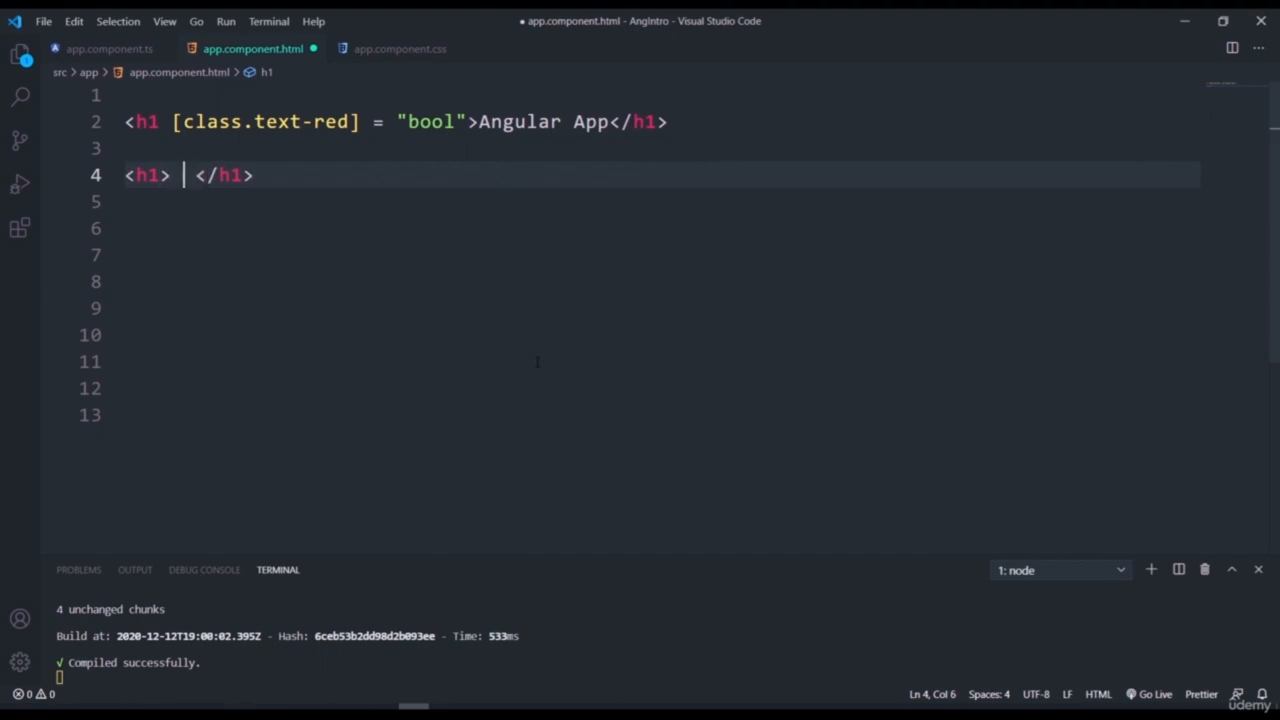 File Edit Selection View Go Run Terminal Help
● app.component.html - AngIntro - Visual Studio Code
app.component.ts app.component.html app.component.css
src > app > app.component.html > h1
1
2 <h1 [class.text-red] = "bool">Angular App</h1>
3
4 <h1>  </h1>
5
6
7
8
9
10
11
12
13
PROBLEMS OUTPUT DEBUG CONSOLE TERMINAL 1: node
4 unchanged chunks
Build at: 2020-12-12T19:00:02.395Z - Hash: 6ceb53b2dd98d2b093ee - Time: 533ms
√ Compiled successfully.
0 0 Ln 4, Col 6 Spaces: 4 UTF-8 LF HTML Go Live Prettier
udemy